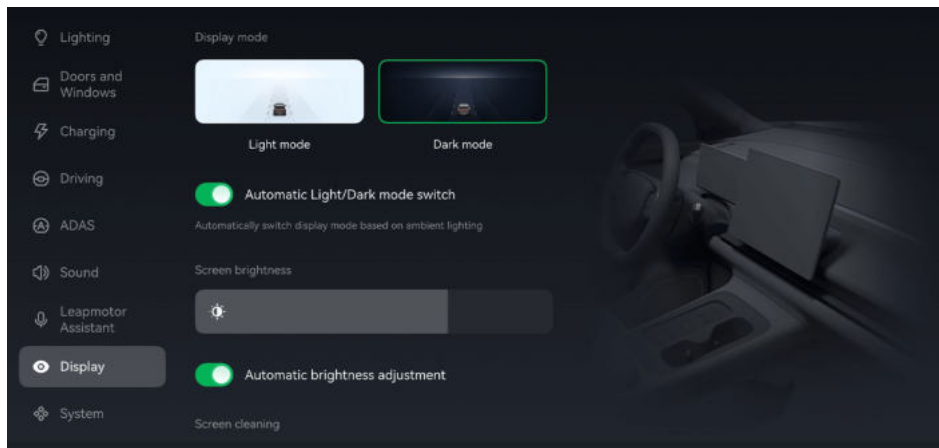 Lighting
Doors and
Windows
Charging
Driving
ADAS
Sound
Leapmotor
Assistant
Display
System
Display mode
Light mode
Dark mode
Automatic Light/Dark mode switch
Automatically switch display mode based on ambient lighting
Screen brightness
Automatic brightness adjustment
Screen cleaning